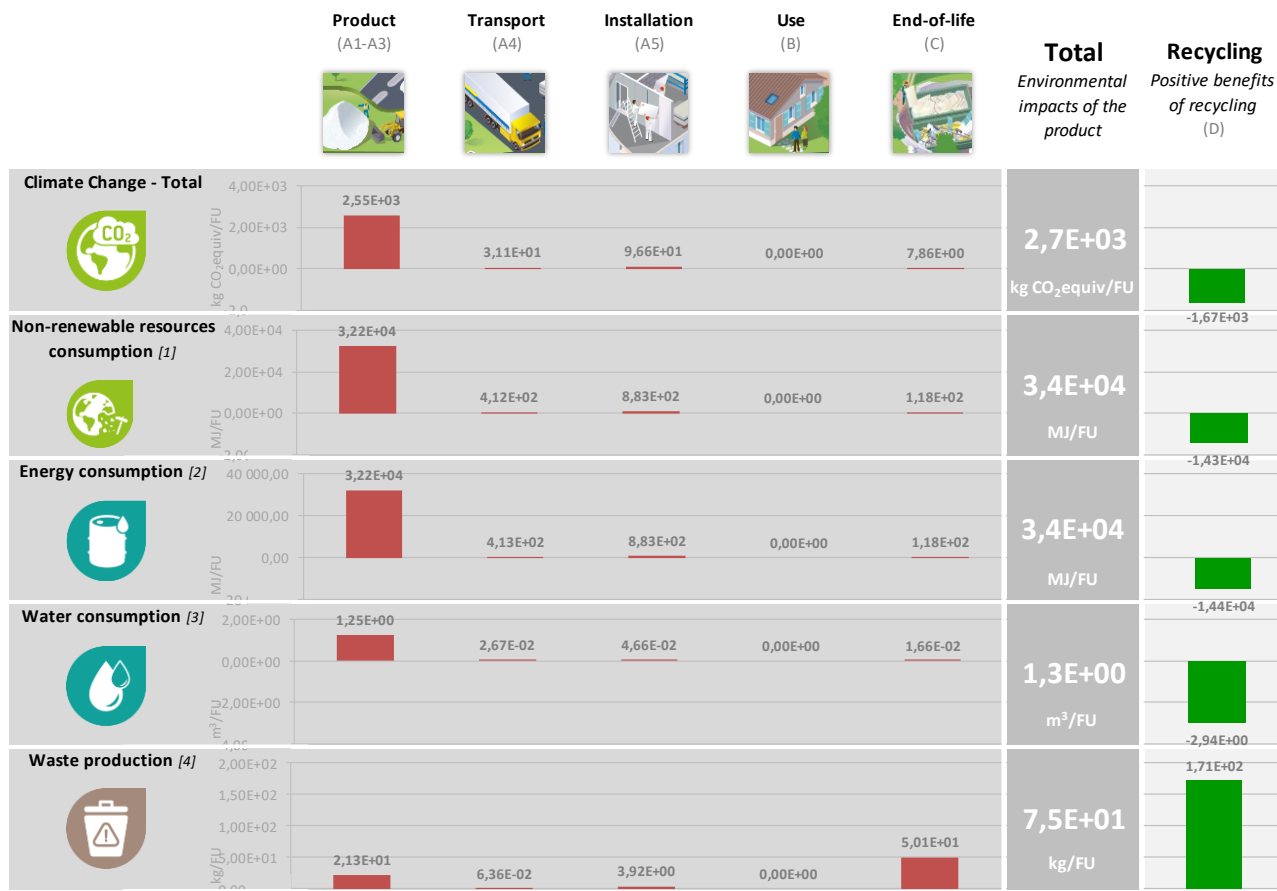 Product
(A1-A3)
Transport
(A4)
Installation
(A5)
Use
(B)
End-of-life
(C)
Total
Environmental
impacts of the
product
Recycling
Positive benefits
of recycling
(D)
Climate Change - Total
CO2
kg CO2equiv/FU
4,00E+03
2,00E+03
0,00E+00
2,55E+03
3,11E+01
9,66E+01
0,00E+00
7,86E+00
2,7E+03
kg CO2equiv/FU
-1,67E+03
Non-renewable resources
consumption [1]
MJ/FU
4,00E+04
2,00E+04
0,00E+00
3,22E+04
4,12E+02
8,83E+02
0,00E+00
1,18E+02
3,4E+04
MJ/FU
-1,43E+04
Energy consumption [2]
MJ/FU
40 000,00
20 000,00
0,00
3,22E+04
4,13E+02
8,83E+02
0,00E+00
1,18E+02
3,4E+04
MJ/FU
-1,44E+04
Water consumption [3]
m³/FU
2,00E+00
0,00E+00
-2,00E+00
1,25E+00
2,67E-02
4,66E-02
0,00E+00
1,66E-02
1,3E+00
m³/FU
-2,94E+00
Waste production [4]
kg/FU
2,00E+02
1,50E+02
1,00E+02
5,00E+01
2,13E+01
6,36E-02
3,92E+00
0,00E+00
5,01E+01
7,5E+01
kg/FU
1,71E+02